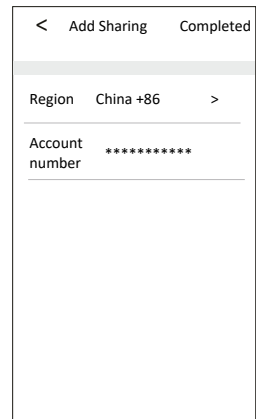 < Add Sharing Completed
Region China +86 >
Account
number ***********